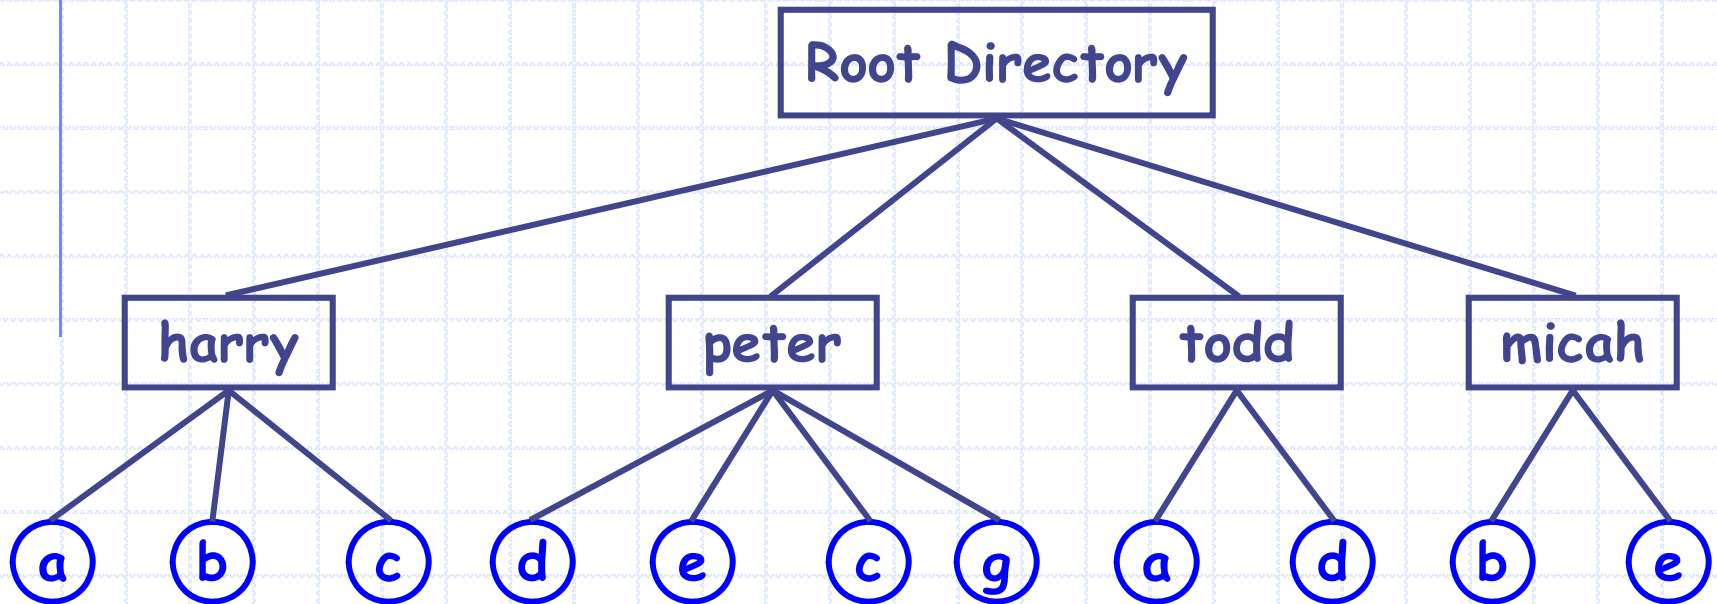 Root Directory
harry peter todd micah
a b c d e c g a d b e